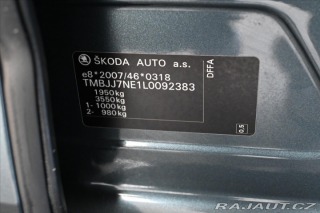 ŠKODA AUTO a.s.
e8*2007/46*0318
TMBJJ7NE1L0092383
1950kg
3550kg
1- 1000kg
2- 980kg
DFFA
0.5
RAJAUT.CZ